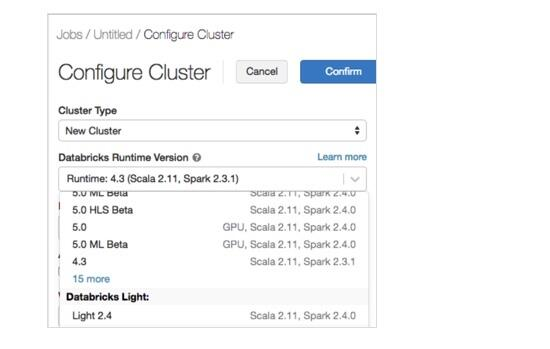 Jobs / Untitled / Configure Cluster
Configure Cluster Cancel Confirm
Cluster Type
New Cluster
Databricks Runtime Version Learn more
Runtime: 4.3 (Scala 2.11, Spark 2.3.1)
5.0 ML Beta Scala 2.11, Spark 2.4.0
5.0 HLS Beta Scala 2.11, Spark 2.4.0
5.0 GPU, Scala 2.11, Spark 2.4.0
5.0 ML Beta GPU, Scala 2.11, Spark 2.4.0
4.3 Scala 2.11, Spark 2.3.1
15 more
Databricks Light:
Light 2.4 Scala 2.11, Spark 2.4.0